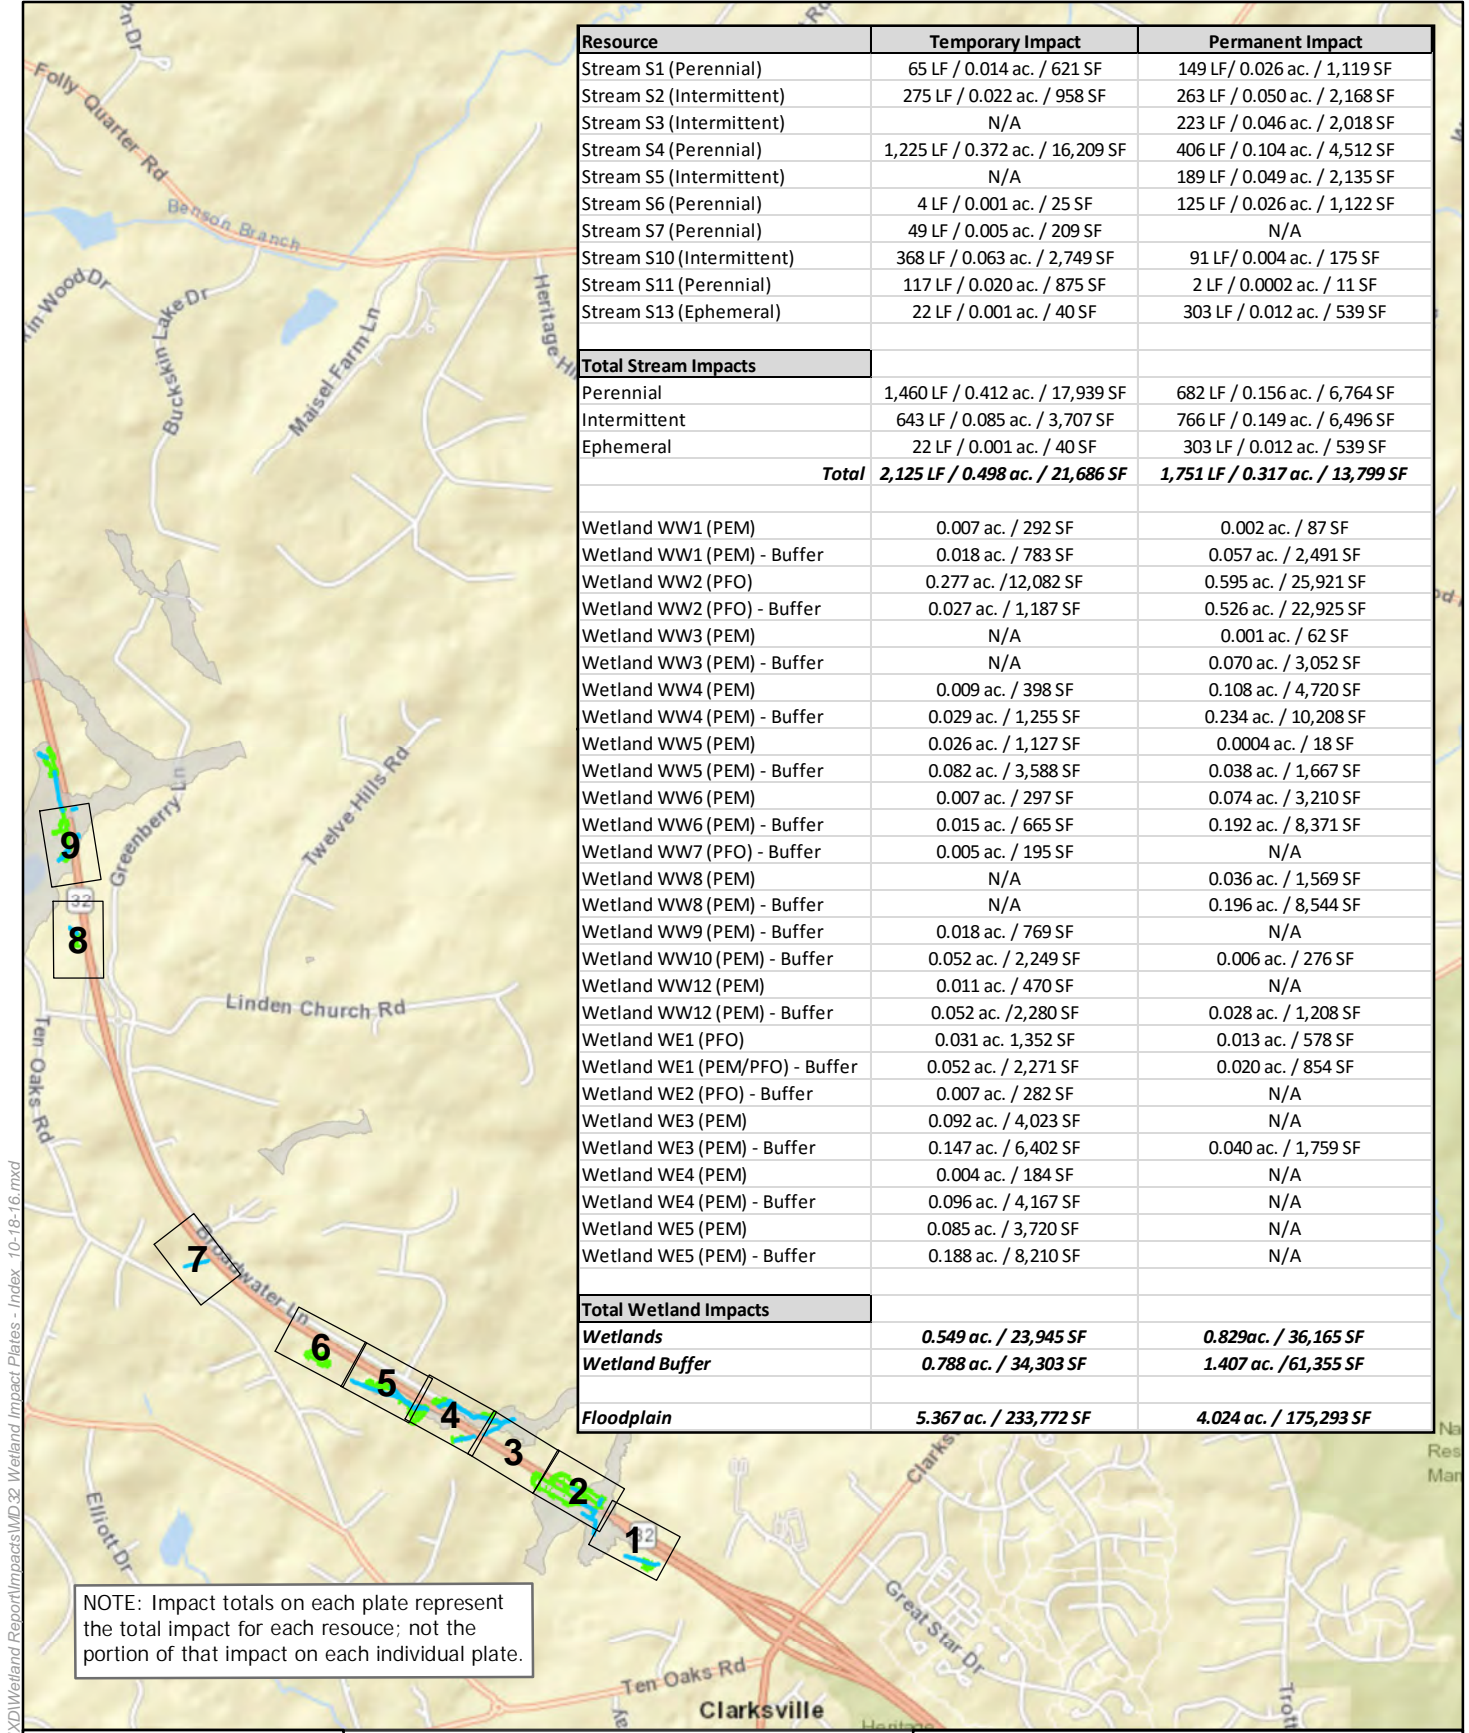 Resource Temporary Impact Permanent Impact
Stream S1 (Perennial) 65 LF / 0.014 ac. / 621 SF 149 LF/ 0.026 ac. / 1,119 SF
Stream S2 (Intermittent) 275 LF / 0.022 ac. / 958 SF 263 LF / 0.050 ac. / 2,168 SF
Stream S3 (Intermittent) N/A 223 LF / 0.046 ac. / 2,018 SF
Stream S4 (Perennial) 1,225 LF / 0.372 ac. / 16,209 SF 406 LF / 0.104 ac. / 4,512 SF
Stream S5 (Intermittent) N/A 189 LF / 0.049 ac. / 2,135 SF
Stream S6 (Perennial) 4 LF / 0.001 ac. / 25 SF 125 LF / 0.026 ac. / 1,122 SF
Stream S7 (Perennial) 49 LF / 0.005 ac. / 209 SF N/A
Stream S10 (Intermittent) 368 LF / 0.063 ac. / 2,749 SF 91 LF/ 0.004 ac. / 175 SF
Stream S11 (Perennial) 117 LF / 0.020 ac. / 875 SF 2 LF / 0.0002 ac. / 11 SF
Stream S13 (Ephemeral) 22 LF / 0.001 ac. / 40 SF 303 LF / 0.012 ac. / 539 SF
Total Stream Impacts
Perennial 1,460 LF / 0.412 ac. / 17,939 SF 682 LF / 0.156 ac. / 6,764 SF
Intermittent 643 LF / 0.085 ac. / 3,707 SF 766 LF / 0.149 ac. / 6,496 SF
Ephemeral 22 LF / 0.001 ac. / 40 SF 303 LF / 0.012 ac. / 539 SF
Total 2,125 LF / 0.498 ac. / 21,686 SF 1,751 LF / 0.317 ac. / 13,799 SF
Wetland WW1 (PEM) 0.007 ac. / 292 SF 0.002 ac. / 87 SF
Wetland WW1 (PEM) - Buffer 0.018 ac. / 783 SF 0.057 ac. / 2,491 SF
Wetland WW2 (PFO) 0.277 ac. /12,082 SF 0.595 ac. / 25,921 SF
Wetland WW2 (PFO) - Buffer 0.027 ac. / 1,187 SF 0.526 ac. / 22,925 SF
Wetland WW3 (PEM) N/A 0.001 ac. / 62 SF
Wetland WW3 (PEM) - Buffer N/A 0.070 ac. / 3,052 SF
Wetland WW4 (PEM) 0.009 ac. / 398 SF 0.108 ac. / 4,720 SF
Wetland WW4 (PEM) - Buffer 0.029 ac. / 1,255 SF 0.234 ac. / 10,208 SF
Wetland WW5 (PEM) 0.026 ac. / 1,127 SF 0.0004 ac. / 18 SF
Wetland WW5 (PEM) - Buffer 0.082 ac. / 3,588 SF 0.038 ac. / 1,667 SF
Wetland WW6 (PEM) 0.007 ac. / 297 SF 0.074 ac. / 3,210 SF
Wetland WW6 (PEM) - Buffer 0.015 ac. / 665 SF 0.192 ac. / 8,371 SF
Wetland WW7 (PFO) - Buffer 0.005 ac. / 195 SF N/A
Wetland WW8 (PEM) N/A 0.036 ac. / 1,569 SF
Wetland WW8 (PEM) - Buffer N/A 0.196 ac. / 8,544 SF
Wetland WW9 (PEM) - Buffer 0.018 ac. / 769 SF N/A
Wetland WW10 (PEM) - Buffer 0.052 ac. / 2,249 SF 0.006 ac. / 276 SF
Wetland WW12 (PEM) 0.011 ac. / 470 SF N/A
Wetland WW12 (PEM) - Buffer 0.052 ac. /2,280 SF 0.028 ac. / 1,208 SF
Wetland WE1 (PFO) 0.031 ac. 1,352 SF 0.013 ac. / 578 SF
Wetland WE1 (PEM/PFO) - Buffer 0.052 ac. / 2,271 SF 0.020 ac. / 854 SF
Wetland WE2 (PFO) - Buffer 0.007 ac. / 282 SF N/A
Wetland WE3 (PEM) 0.092 ac. / 4,023 SF N/A
Wetland WE3 (PEM) - Buffer 0.147 ac. / 6,402 SF 0.040 ac. / 1,759 SF
Wetland WE4 (PEM) 0.004 ac. / 184 SF N/A
Wetland WE4 (PEM) - Buffer 0.096 ac. / 4,167 SF N/A
Wetland WE5 (PEM) 0.085 ac. / 3,720 SF N/A
Wetland WE5 (PEM) - Buffer 0.188 ac. / 8,210 SF N/A
Total Wetland Impacts
Wetlands 0.549 ac. / 23,945 SF 0.829ac. / 36,165 SF
Wetland Buffer 0.788 ac. / 34,303 SF 1.407 ac. /61,355 SF
Floodplain 5.367 ac. / 233,772 SF 4.024 ac. / 175,293 SF
Folly Quarter Rd
Benson Branch
Buckskin Lake Dr
Maisel Farm Ln
Heritage
Greenberry Ln
Twelve Hills Rd
9
32
8
Linden Church Rd
Ten Oaks Rd
7
Broadwater Ln
6
5
4
3
2
1
32
Elliott Dr
Great Star Dr
Ten Oaks Rd
Clarksville
NOTE: Impact totals on each plate represent
the total impact for each resouce; not the
portion of that impact on each individual plate.
XD\Wetland Report\Impacts\MD32 Wetland Impact Plates - Index 10-18-16.mxd